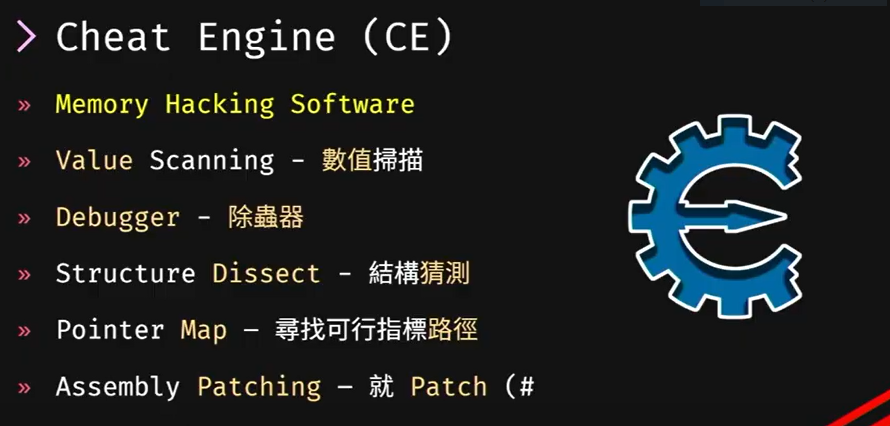 > Cheat Engine (CE)
» Memory Hacking Software
» Value Scanning - 數值掃描
» Debugger - 除蟲器
» Structure Dissect - 結構猜測
» Pointer Map – 尋找可行指標路徑
» Assembly Patching – 就 Patch (#